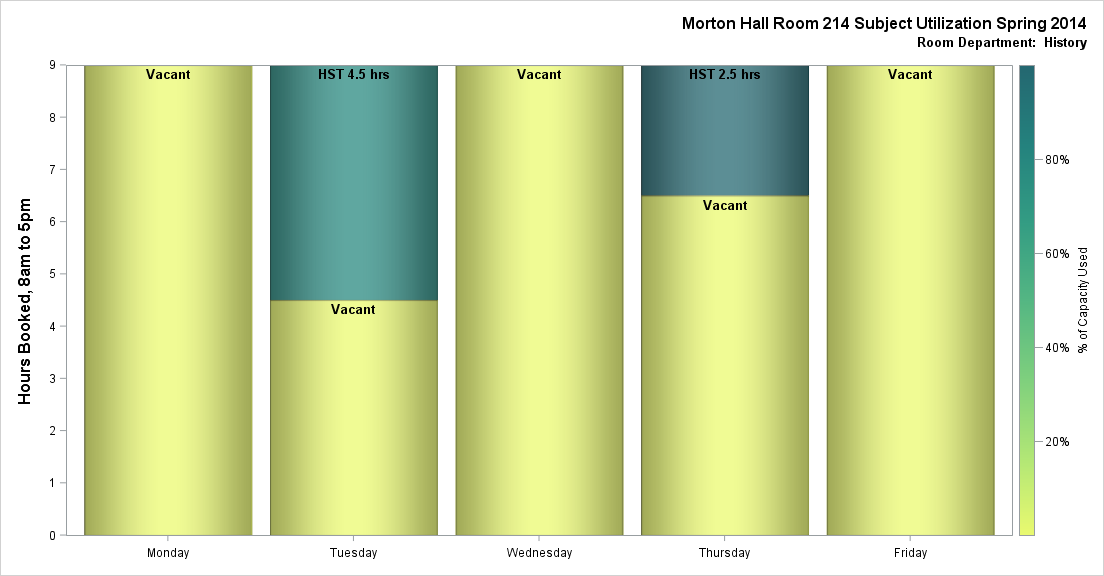 Morton Hall Room 214 Subject Utilization Spring 2014
Room Department:  History
Hours Booked, 8am to 5pm
9
8
7
6
5
4
3
2
1
0
Vacant
HST 4.5 hrs
Vacant
Vacant
HST 2.5 hrs
Vacant
Vacant
Monday
Tuesday
Wednesday
Thursday
Friday
80%
60%
40%
20%
% of Capacity Used